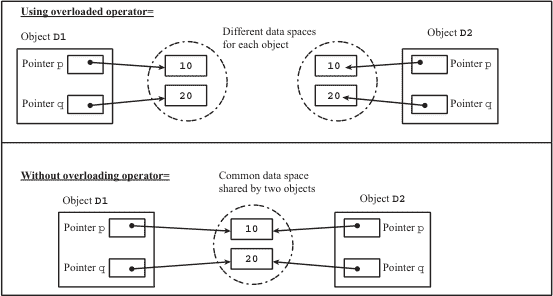 Using overloaded operator=
Different data spaces
for each object
Object D1
Object D2
Pointer p
10
10
Pointer p
Pointer q
20
20
Pointer q
Without overloading operator=
Common data space
shared by two objects
Object D1
Object D2
Pointer p
10
Pointer p
Pointer q
20
Pointer q